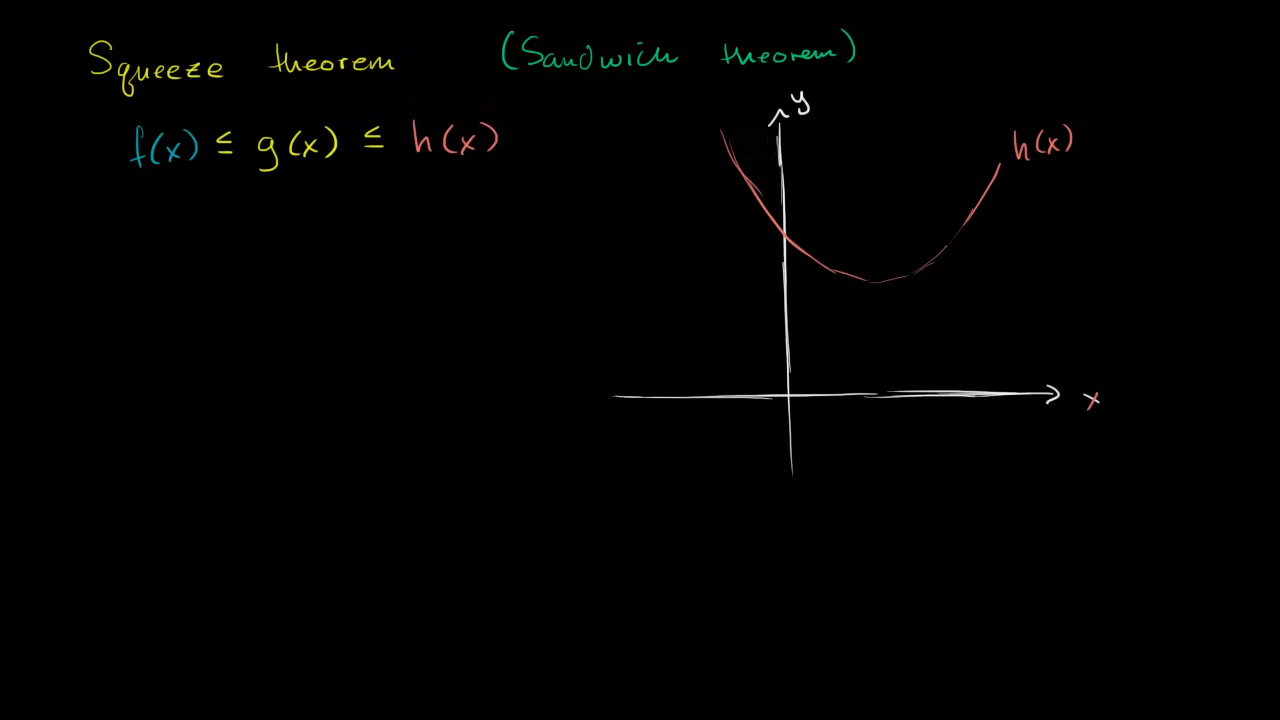 Squeeze theorem (Sandwich theorem)
f(x) ≤ g(x) ≤ h(x)
y
h(x)
x